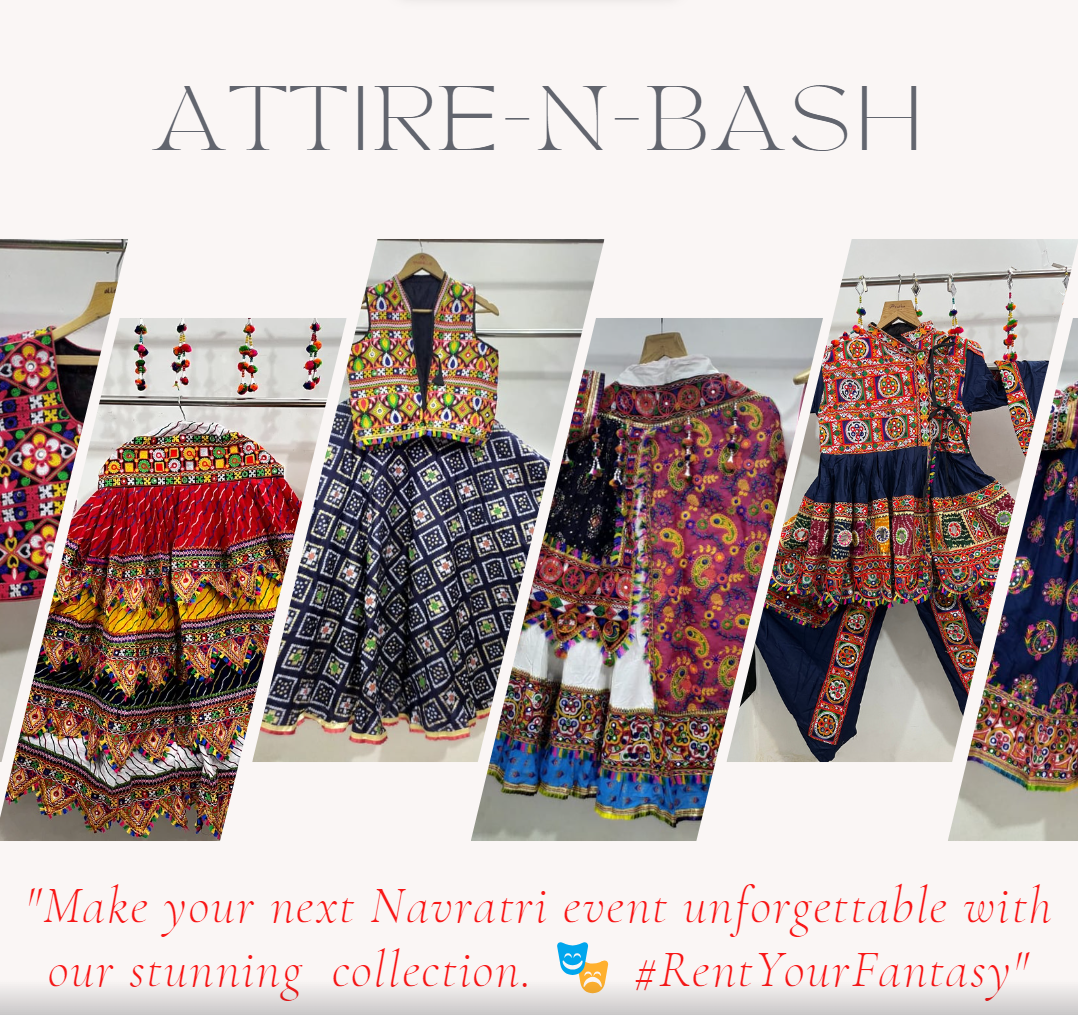 ATTIRE-N-BASH
"Make your next Navratri event unforgettable with
our stunning collection. 🎭 #RentYourFantasy"